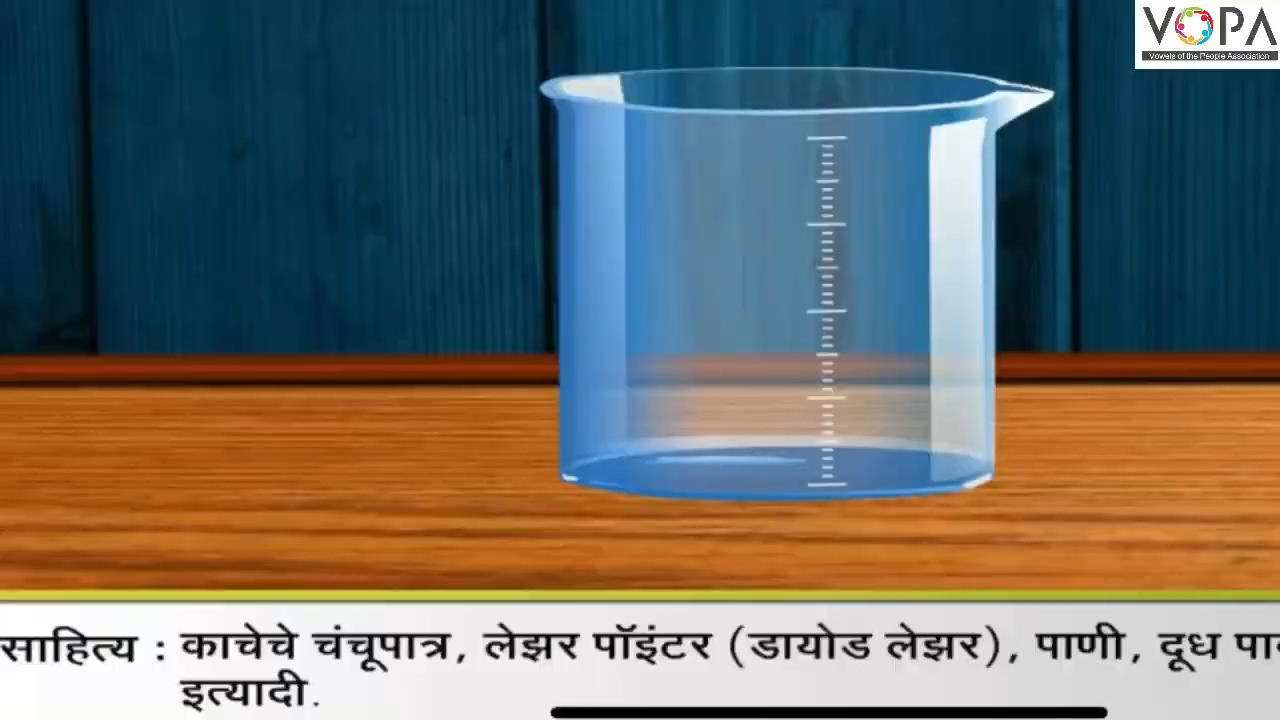 VOPA
Vowels of the People Association
साहित्य : काचेचे चंचूपात्र, लेझर पॉइंटर (डायोड लेझर), पाणी, दूध
इत्यादी.